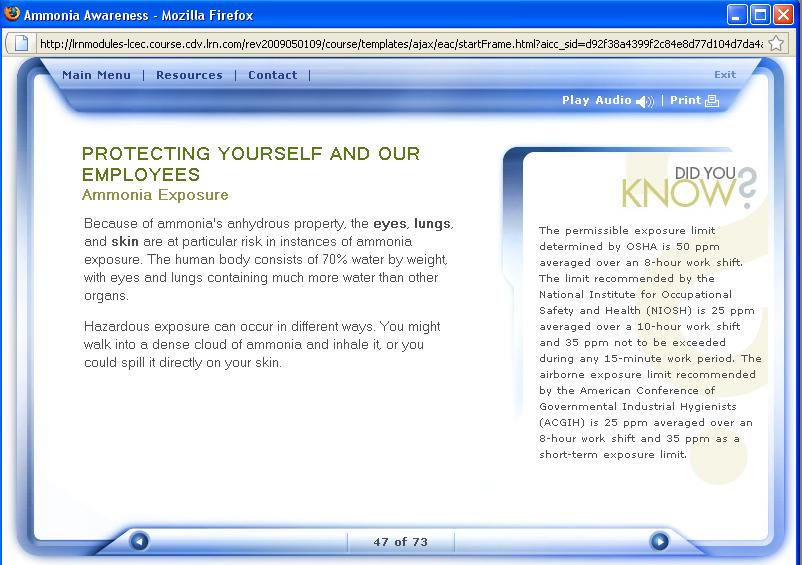 Ammonia Awareness - Mozilla Firefox
http://lrnmodules-lcec.course.cdv.lrn.com/rev2009050109/course/templates/ajax/eac/startFrame.html?aicc_sid=d92f38a4399f2c84e8d77d104d7da4
Main Menu | Resources | Contact |
Exit
Play Audio | Print
PROTECTING YOURSELF AND OUR
EMPLOYEES
Ammonia Exposure
Because of ammonia's anhydrous property, the eyes, lungs,
and skin are at particular risk in instances of ammonia
exposure. The human body consists of 70% water by weight,
with eyes and lungs containing much more water than other
organs.
Hazardous exposure can occur in different ways. You might
walk into a dense cloud of ammonia and inhale it, or you
could spill it directly on your skin.
DID YOU
KNOW?
The permissible exposure limit
determined by OSHA is 50 ppm
averaged over an 8-hour work shift.
The limit recommended by the
National Institute for Occupational
Safety and Health (NIOSH) is 25 ppm
averaged over a 10-hour work shift
and 35 ppm not to be exceeded
during any 15-minute work period. The
airborne exposure limit recommended
by the American Conference of
Governmental Industrial Hygienists
(ACGIH) is 25 ppm averaged over an
8-hour work shift and 35 ppm as a
short-term exposure limit.
47 of 73